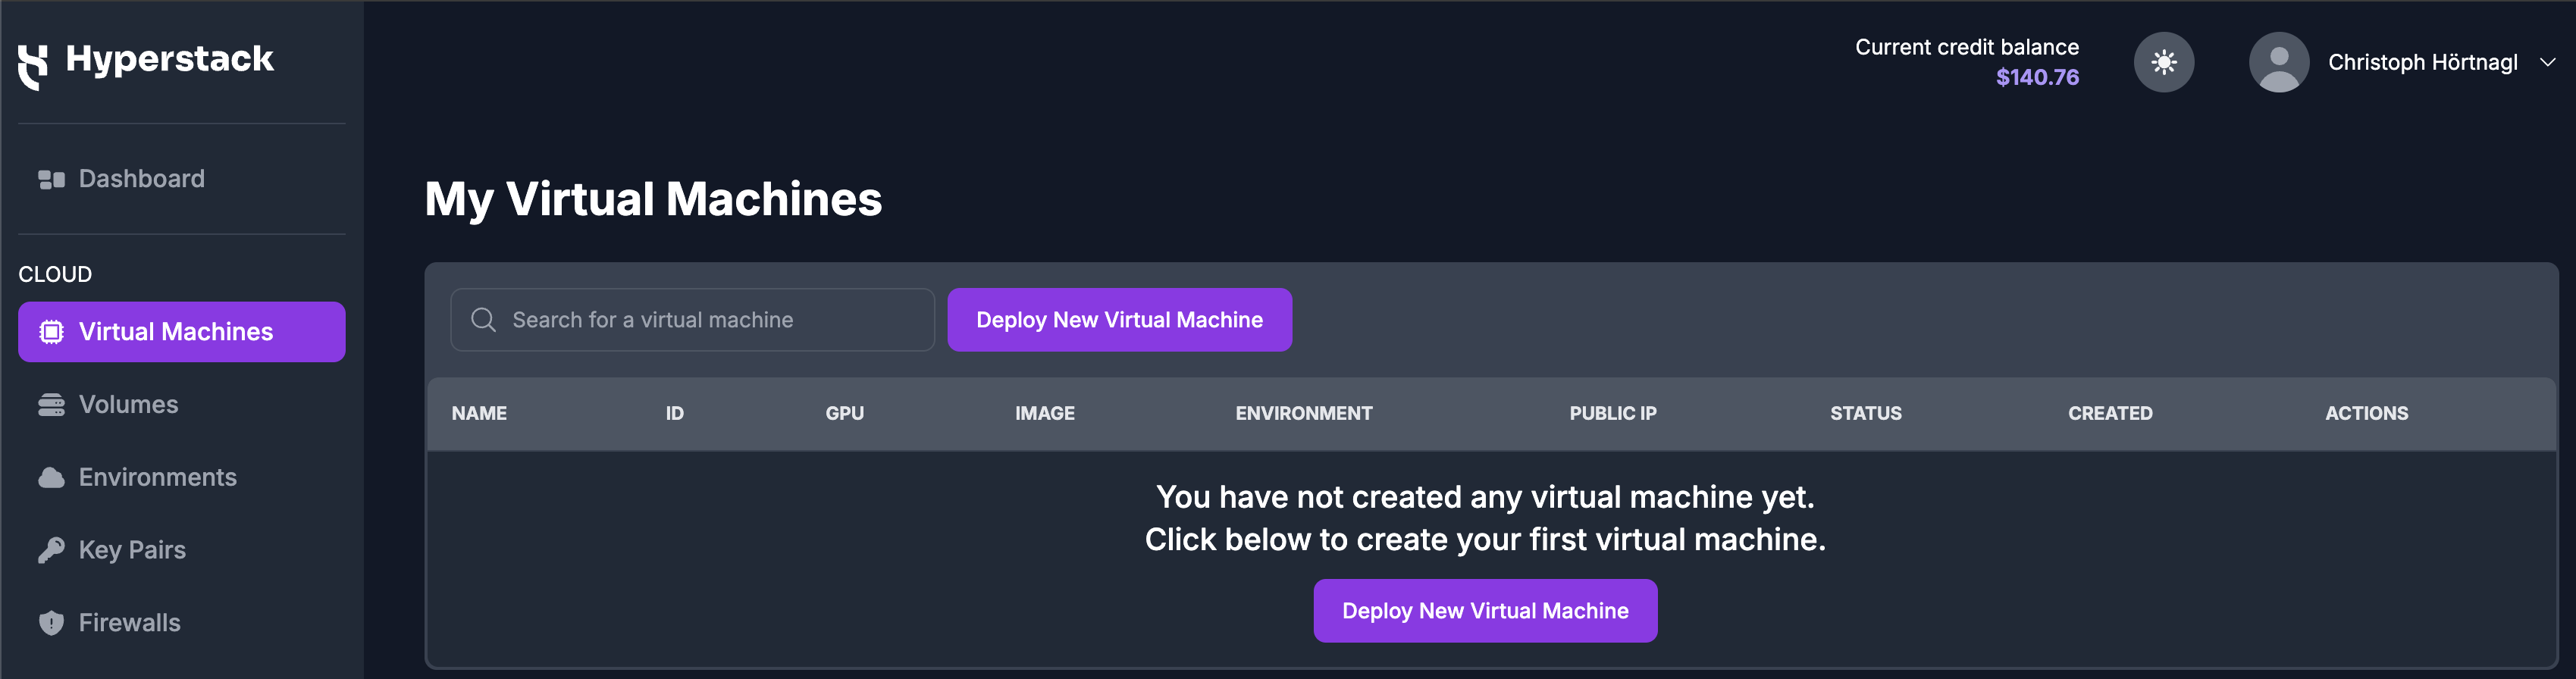 Hyperstack
Dashboard
CLOUD
Virtual Machines
Volumes
Environments
Key Pairs
Firewalls
Current credit balance
$140.76
Christoph Hörtnagl
My Virtual Machines
Search for a virtual machine
Deploy New Virtual Machine
NAME ID GPU IMAGE ENVIRONMENT PUBLIC IP STATUS CREATED ACTIONS
You have not created any virtual machine yet.
Click below to create your first virtual machine.
Deploy New Virtual Machine